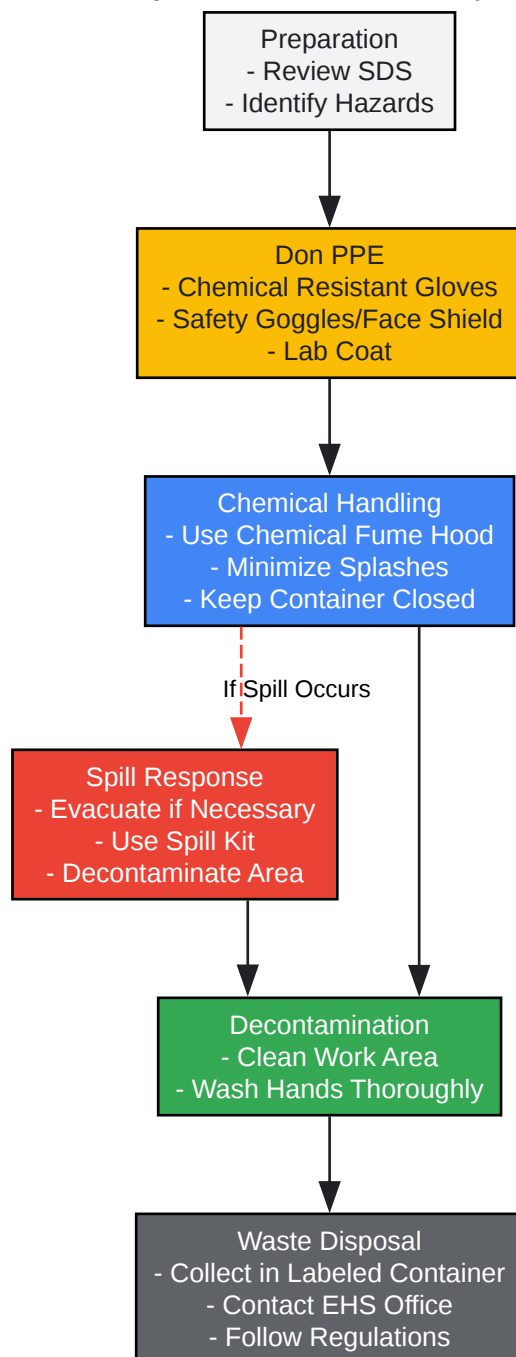 Preparation
- Review SDS
- Identify Hazards
Don PPE
- Chemical Resistant Gloves
- Safety Goggles/Face Shield
- Lab Coat
Chemical Handling
- Use Chemical Fume Hood
- Minimize Splashes
- Keep Container Closed
If Spill Occurs
Spill Response
- Evacuate if Necessary
- Use Spill Kit
- Decontaminate Area
Decontamination
- Clean Work Area
- Wash Hands Thoroughly
Waste Disposal
- Collect in Labeled Container
- Contact EHS Office
- Follow Regulations